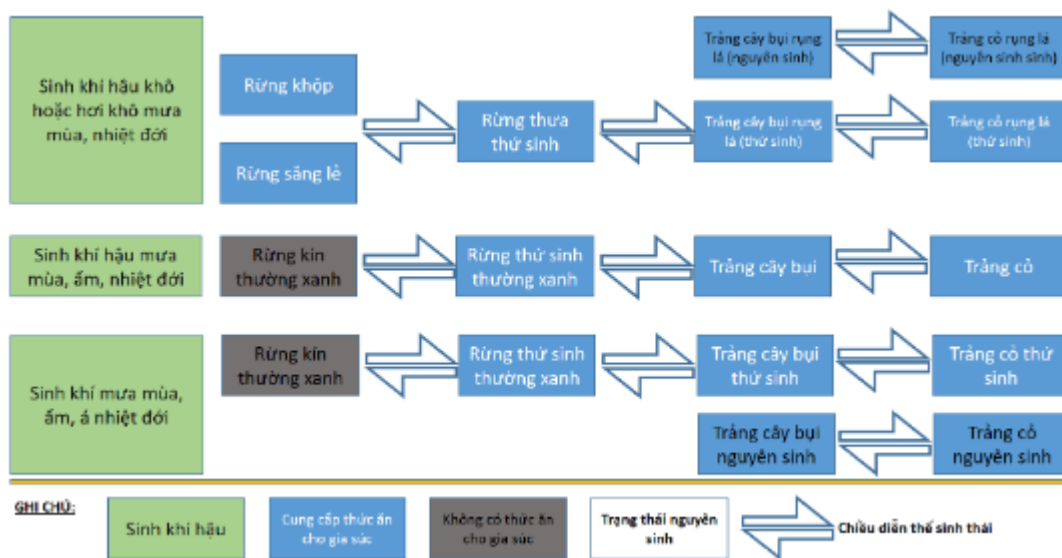 Sinh khí hậu khô
hoặc hơi khô mưa
mùa, nhiệt đới
Rừng khộp
Rừng săng lẻ
Rừng thưa
thứ sinh
Trảng cây bụi rụng
lá (nguyên sinh)
Trảng cỏ rụng lá
(nguyên sinh sinh)
Trảng cây bụi rụng
lá (thứ sinh)
Trảng cỏ rụng lá
(thứ sinh)
Sinh khí hậu mưa
mùa, ẩm, nhiệt đới
Rừng kín
thường xanh
Rừng thứ sinh
thường xanh
Trảng cây bụi
Trảng cỏ
Sinh khí mưa mùa,
ẩm, á nhiệt đới
Rừng kín
thường xanh
Rừng thứ sinh
thường xanh
Trảng cây bụi
thứ sinh
Trảng cỏ thứ
sinh
Trảng cây bụi
nguyên sinh
Trảng cỏ
nguyên sinh
GHI CHÚ:
Sinh khí hậu
Cung cấp thức ăn
cho gia súc
Không có thức ăn
cho gia súc
Trạng thái nguyên
sinh
Chiều diễn thế sinh thái